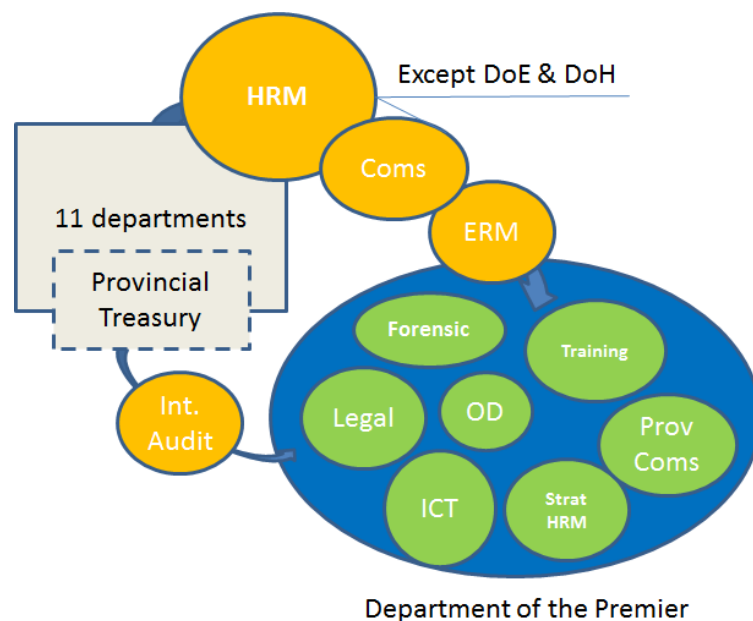 HRM
Except DoE & DoH
Coms
11 departments
ERM
Provincial
Treasury
Forensic
Training
Int.
Audit
Legal
OD
Prov
Coms
ICT
Strat
HRM
Department of the Premier